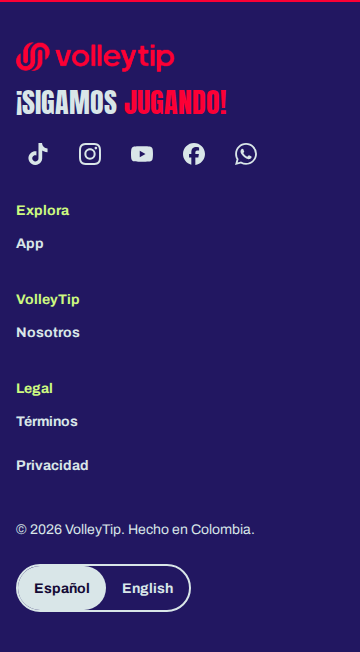 volleytip
¡SIGAMOS JUGANDO!
Explora
App
VolleyTip
Nosotros
Legal
Términos
Privacidad
© 2026 VolleyTip. Hecho en Colombia.
Español English